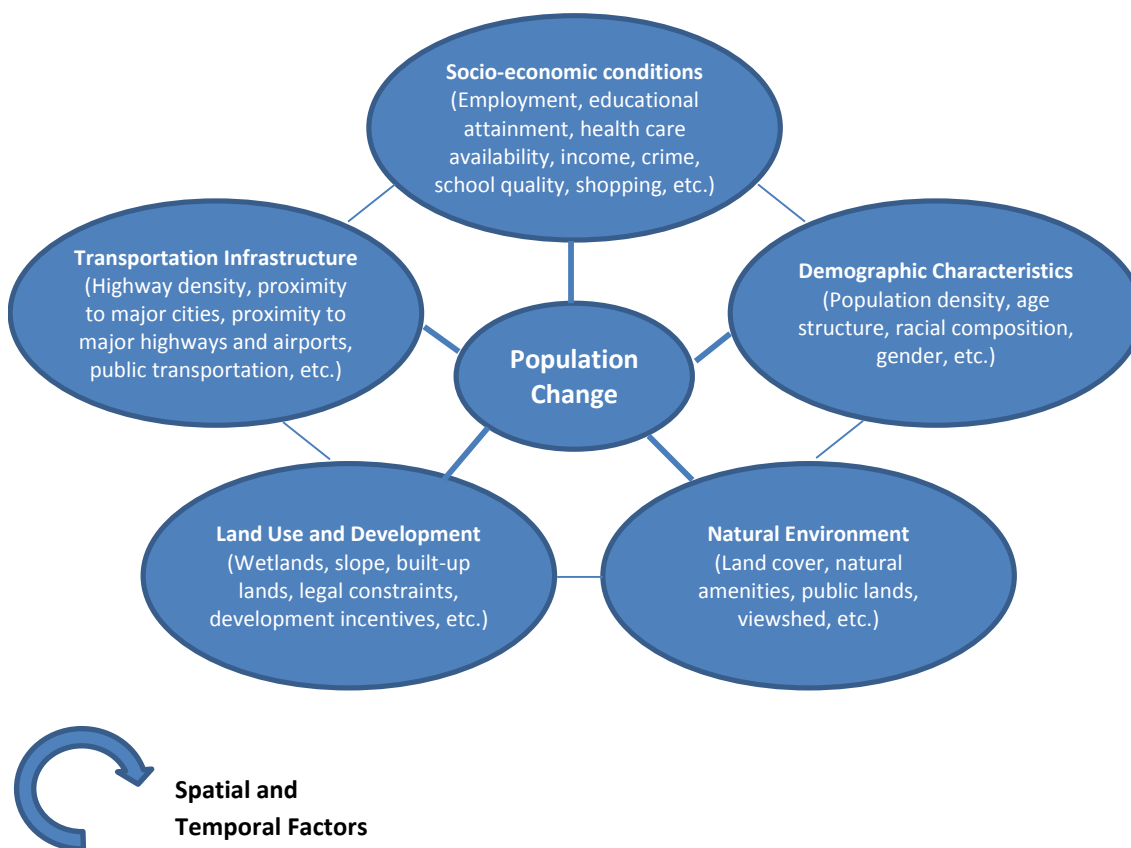 Socio-economic conditions
(Employment, educational
attainment, health care
availability, income, crime,
school quality, shopping, etc.)
Transportation Infrastructure
(Highway density, proximity
to major cities, proximity to
major highways and airports,
public transportation, etc.)
Demographic Characteristics
(Population density, age
structure, racial composition,
gender, etc.)
Population
Change
Land Use and Development
(Wetlands, slope, built-up
lands, legal constraints,
development incentives, etc.)
Natural Environment
(Land cover, natural
amenities, public lands,
viewshed, etc.)
Spatial and
Temporal Factors